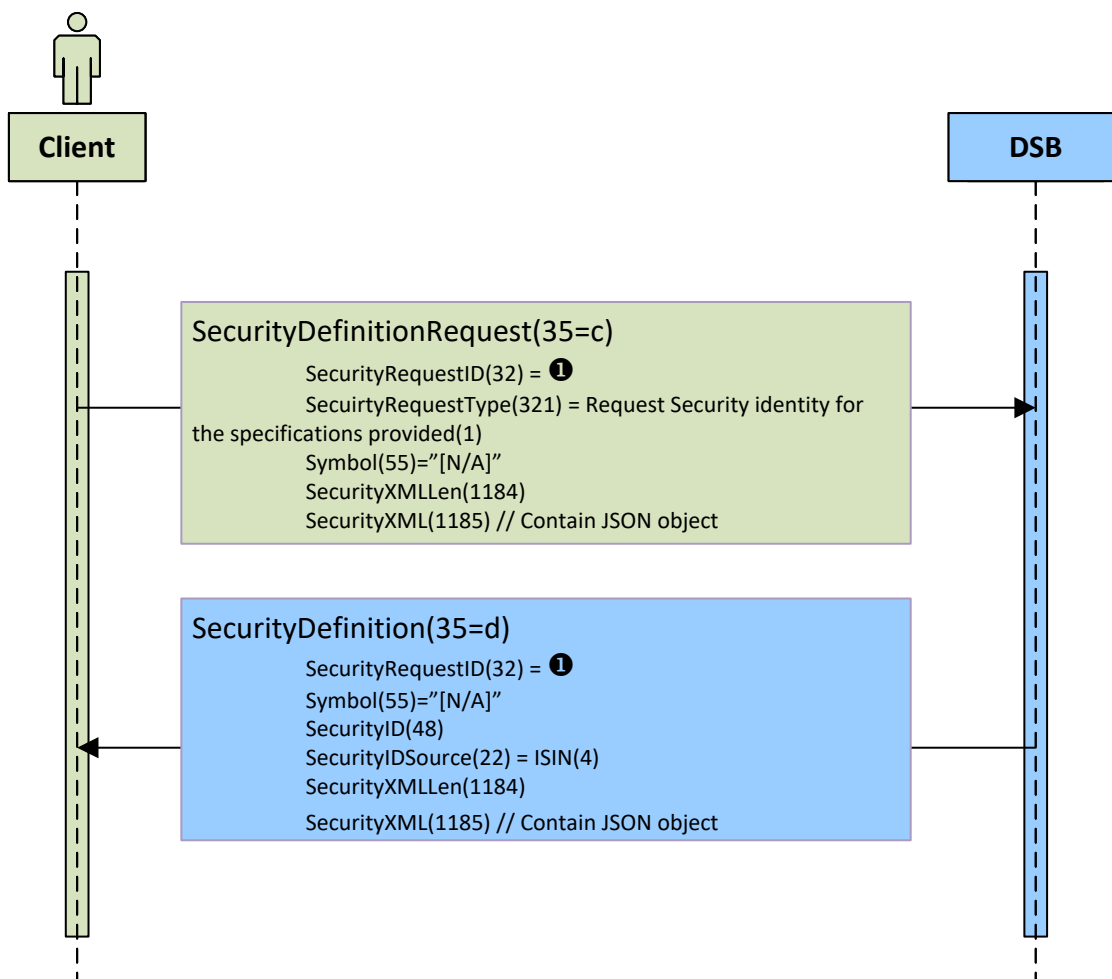 Client
DSB
SecurityDefinitionRequest(35=c)
SecurityRequestID(32) = ❶
SecuirtyRequestType(321) = Request Security identity for
the specifications provided(1)
Symbol(55)=”[N/A]”
SecurityXMLLen(1184)
SecurityXML(1185) // Contain JSON object
SecurityDefinition(35=d)
SecurityRequestID(32) = ❶
Symbol(55)=”[N/A]”
SecurityID(48)
SecurityIDSource(22) = ISIN(4)
SecurityXMLLen(1184)
SecurityXML(1185) // Contain JSON object